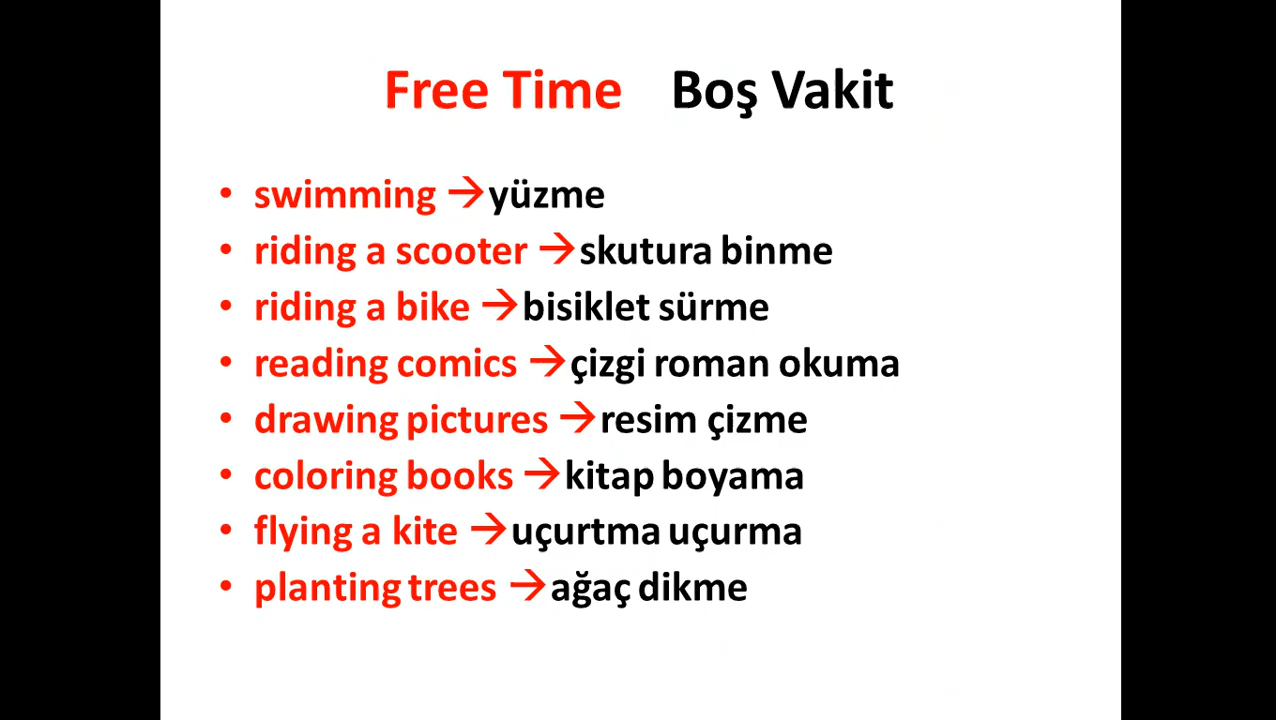 Free Time Boş Vakit
• swimming →yüzme
• riding a scooter →skutura binme
• riding a bike →bisiklet sürme
• reading comics →çizgi roman okuma
• drawing pictures →resim çizme
• coloring books →kitap boyama
• flying a kite →uçurtma uçurma
• planting trees →ağaç dikme